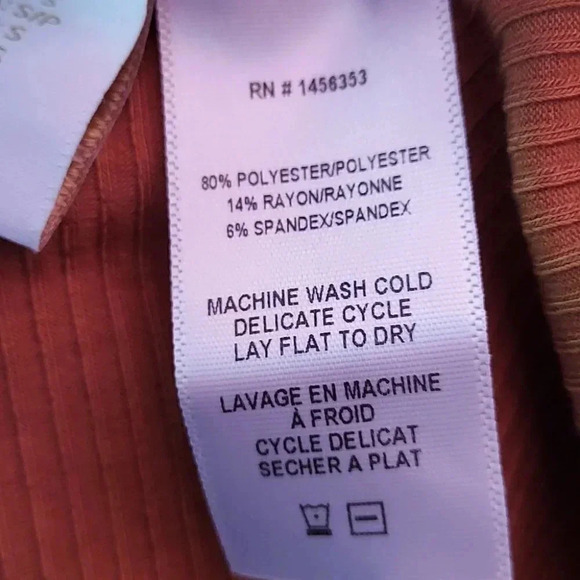 RN # 1456353
80% POLYESTER/POLYESTER
14% RAYON/RAYONNE
6% SPANDEX/SPANDEX
MACHINE WASH COLD
DELICATE CYCLE
LAY FLAT TO DRY
LAVAGE EN MACHINE
À FROID
CYCLE DELICAT
SECHER A PLAT